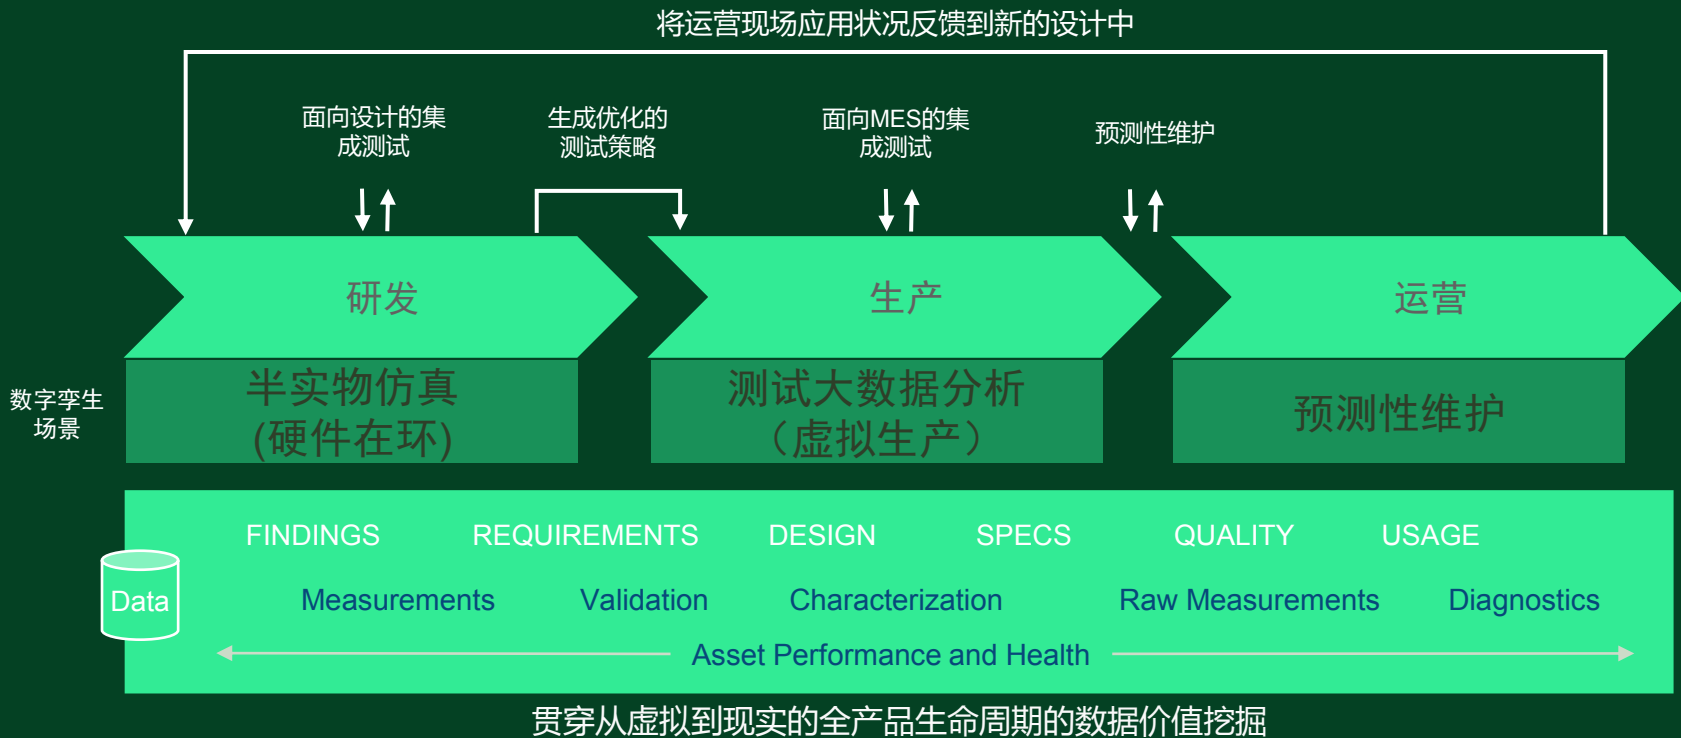 将运营现场应用状况反馈到新的设计中
面向设计的集
成测试
生成优化的
测试策略
面向MES的集
成测试
预测性维护
研发
生产
运营
数字孪生
场景
半实物仿真
(硬件在环)
测试大数据分析
（虚拟生产）
预测性维护
FINDINGS REQUIREMENTS DESIGN SPECS QUALITY USAGE
Data
Measurements Validation Characterization Raw Measurements Diagnostics
Asset Performance and Health
贯穿从虚拟到现实的全产品生命周期的数据价值挖掘